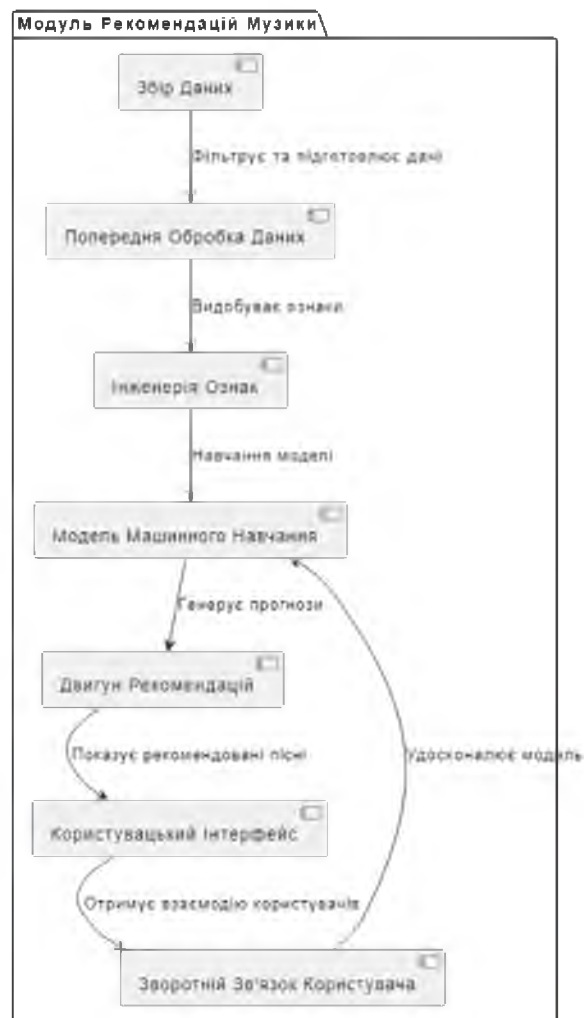 Модуль Рекомендацій Музики
Збір Даних
Фільтрує та підготовлює дані
Попередня Обробка Даних
Видобуває ознаки
Інженерія Ознак
Навчання моделі
Модель Машинного Навчання
Генерує прогнози
Двигун Рекомендацій
Показує рекомендовані пісні
Удосконалює модель
Користувацький Інтерфейс
Отримує взаємодію користувачів
Зворотній Зв'язок Користувача